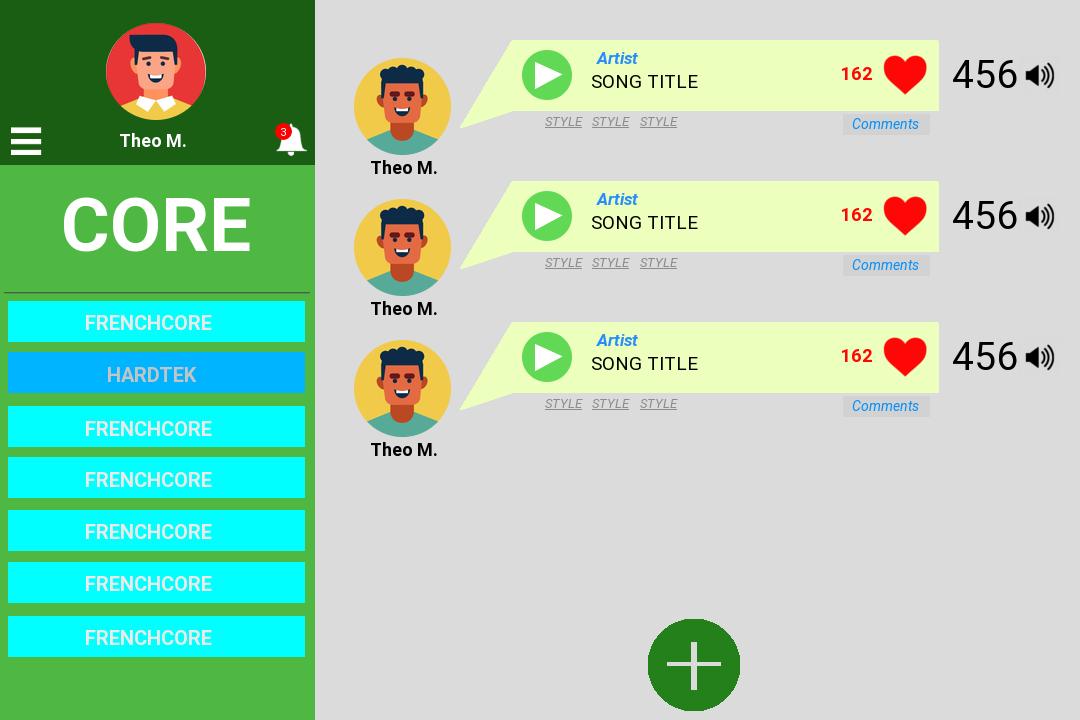 3
Theo M.
CORE
FRENCHCORE
HARDTEK
FRENCHCORE
FRENCHCORE
FRENCHCORE
FRENCHCORE
FRENCHCORE
Artist
SONG TITLE
162
456
STYLE STYLE STYLE
Comments
Theo M.
Artist
SONG TITLE
162
456
STYLE STYLE STYLE
Comments
Theo M.
Artist
SONG TITLE
162
456
STYLE STYLE STYLE
Comments
Theo M.